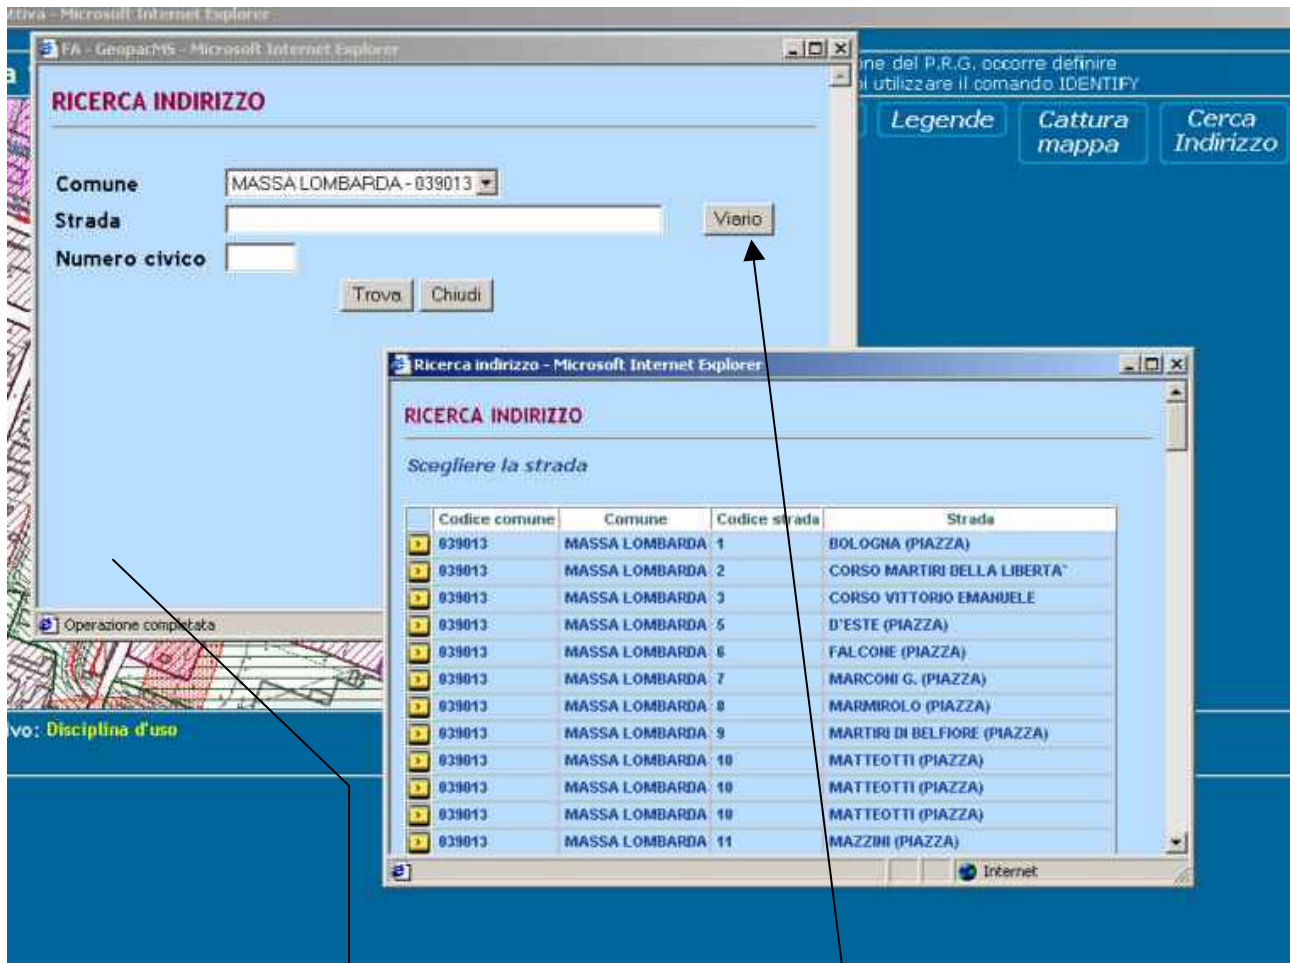 ttiva - Microsoft Internet Explorer
FA - GeopacMS - Microsoft Internet Explorer
ne del P.R.G. occorre definire
i utilizzare il comando IDENTIFY
a
Legende
Cattura
mappa
Cerca
Indirizzo
RICERCA INDIRIZZO
Comune
MASSA LOMBARDA - 039013
Strada
Viario
Numero civico
Trova
Chiudi
Operazione completata
Ricerca indirizzo - Microsoft Internet Explorer
RICERCA INDIRIZZO
Scegliere la strada
Codice comune Comune Codice strada Strada
039013 MASSA LOMBARDA 1 BOLOGNA (PIAZZA)
039013 MASSA LOMBARDA 2 CORSO MARTIRI DELLA LIBERTA'
039013 MASSA LOMBARDA 3 CORSO VITTORIO EMANUELE
039013 MASSA LOMBARDA 5 D'ESTE (PIAZZA)
039013 MASSA LOMBARDA 6 FALCONE (PIAZZA)
039013 MASSA LOMBARDA 7 MARCONI G. (PIAZZA)
039013 MASSA LOMBARDA 8 MARMIROLO (PIAZZA)
039013 MASSA LOMBARDA 9 MARTIRI DI BELFIORE (PIAZZA)
039013 MASSA LOMBARDA 10 MATTEOTTI (PIAZZA)
039013 MASSA LOMBARDA 10 MATTEOTTI (PIAZZA)
039013 MASSA LOMBARDA 10 MATTEOTTI (PIAZZA)
039013 MASSA LOMBARDA 11 MAZZINI (PIAZZA)
Internet
ivo: Disciplina d'uso